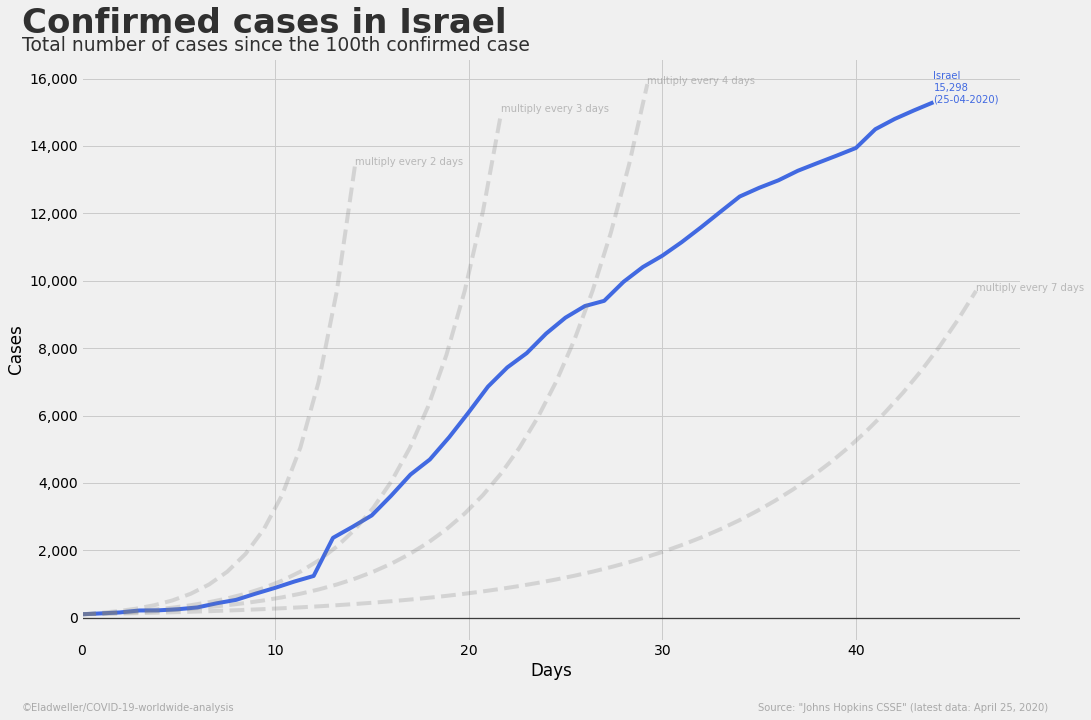 Confirmed cases in Israel
Total number of cases since the 100th confirmed case
16,000
14,000
12,000
10,000
8,000
6,000
4,000
2,000
0
Cases
multiply every 2 days
multiply every 3 days
multiply every 4 days
Israel
15,298
(25-04-2020)
multiply every 7 days
0 10 20 30 40
Days
©Eladweller/COVID-19-worldwide-analysis
Source: "Johns Hopkins CSSE" (latest data: April 25, 2020)